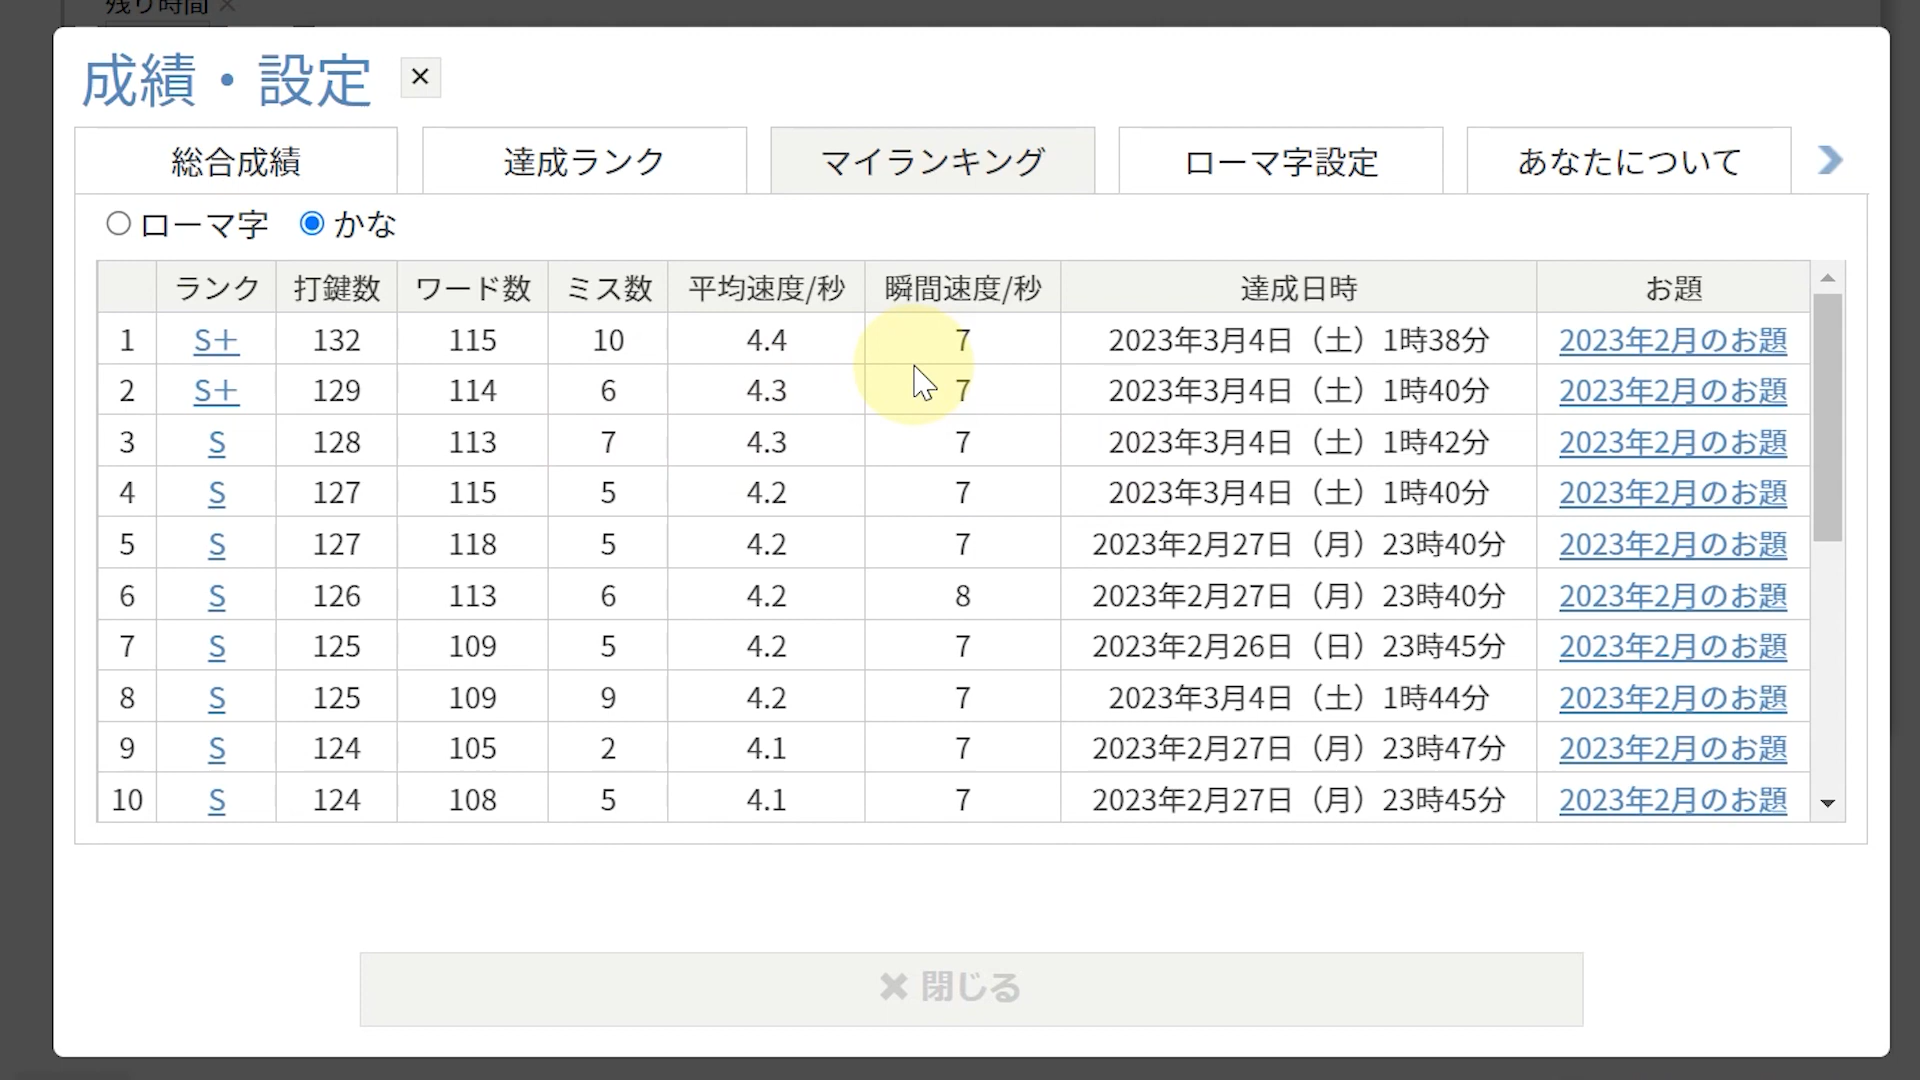 残り時間 ×
成績・設定 ×
総合成績 達成ランク マイランキング ローマ字設定 あなたについて
ローマ字 かな
ランク 打鍵数 ワード数 ミス数 平均速度/秒 瞬間速度/秒 達成日時 お題
1 S＋ 132 115 10 4.4 7 2023年3月4日（土）1時38分 2023年2月のお題
2 S＋ 129 114 6 4.3 7 2023年3月4日（土）1時40分 2023年2月のお題
3 S 128 113 7 4.3 7 2023年3月4日（土）1時42分 2023年2月のお題
4 S 127 115 5 4.2 7 2023年3月4日（土）1時40分 2023年2月のお題
5 S 127 118 5 4.2 7 2023年2月27日（月）23時40分 2023年2月のお題
6 S 126 113 6 4.2 8 2023年2月27日（月）23時40分 2023年2月のお題
7 S 125 109 5 4.2 7 2023年2月26日（日）23時45分 2023年2月のお題
8 S 125 109 9 4.2 7 2023年3月4日（土）1時44分 2023年2月のお題
9 S 124 105 2 4.1 7 2023年2月27日（月）23時47分 2023年2月のお題
10 S 124 108 5 4.1 7 2023年2月27日（月）23時45分 2023年2月のお題
✖ 閉じる